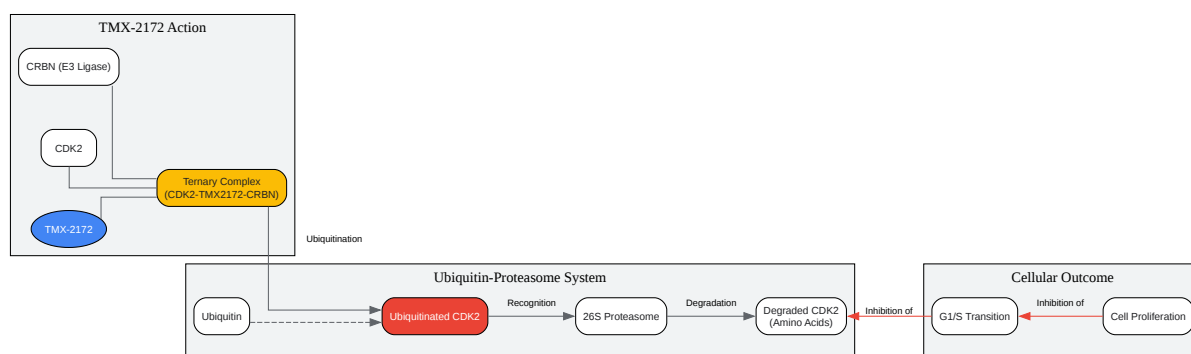 TMX-2172 Action
CRBN (E3 Ligase)
CDK2
Ternary Complex
(CDK2-TMX2172-CRBN)
TMX-2172
Ubiquitination
Ubiquitin-Proteasome System
Ubiquitin
Ubiquitinated CDK2
Recognition
26S Proteasome
Degradation
Degraded CDK2
(Amino Acids)
Cellular Outcome
Inhibition of
G1/S Transition
Inhibition of
Cell Proliferation